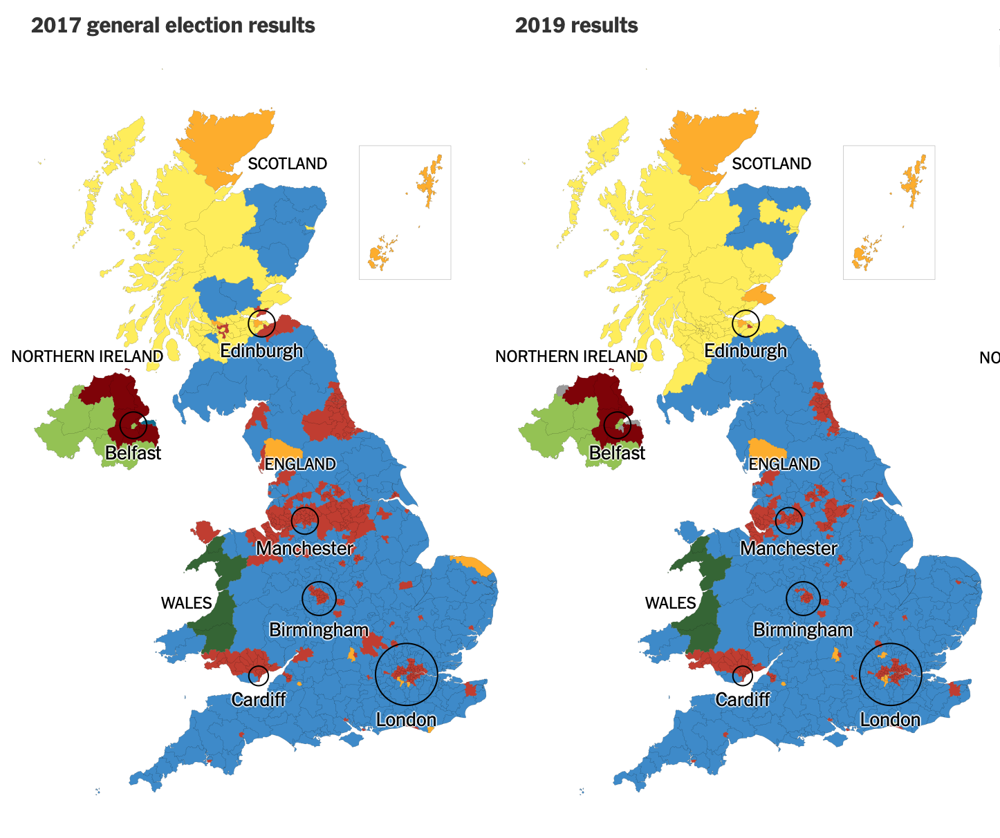 2017 general election results
2019 results
SCOTLAND
SCOTLAND
Edinburgh
Edinburgh
NORTHERN IRELAND
NORTHERN IRELAND
NO
Belfast
Belfast
ENGLAND
ENGLAND
Manchester
Manchester
WALES
WALES
Birmingham
Birmingham
Cardiff
Cardiff
London
London